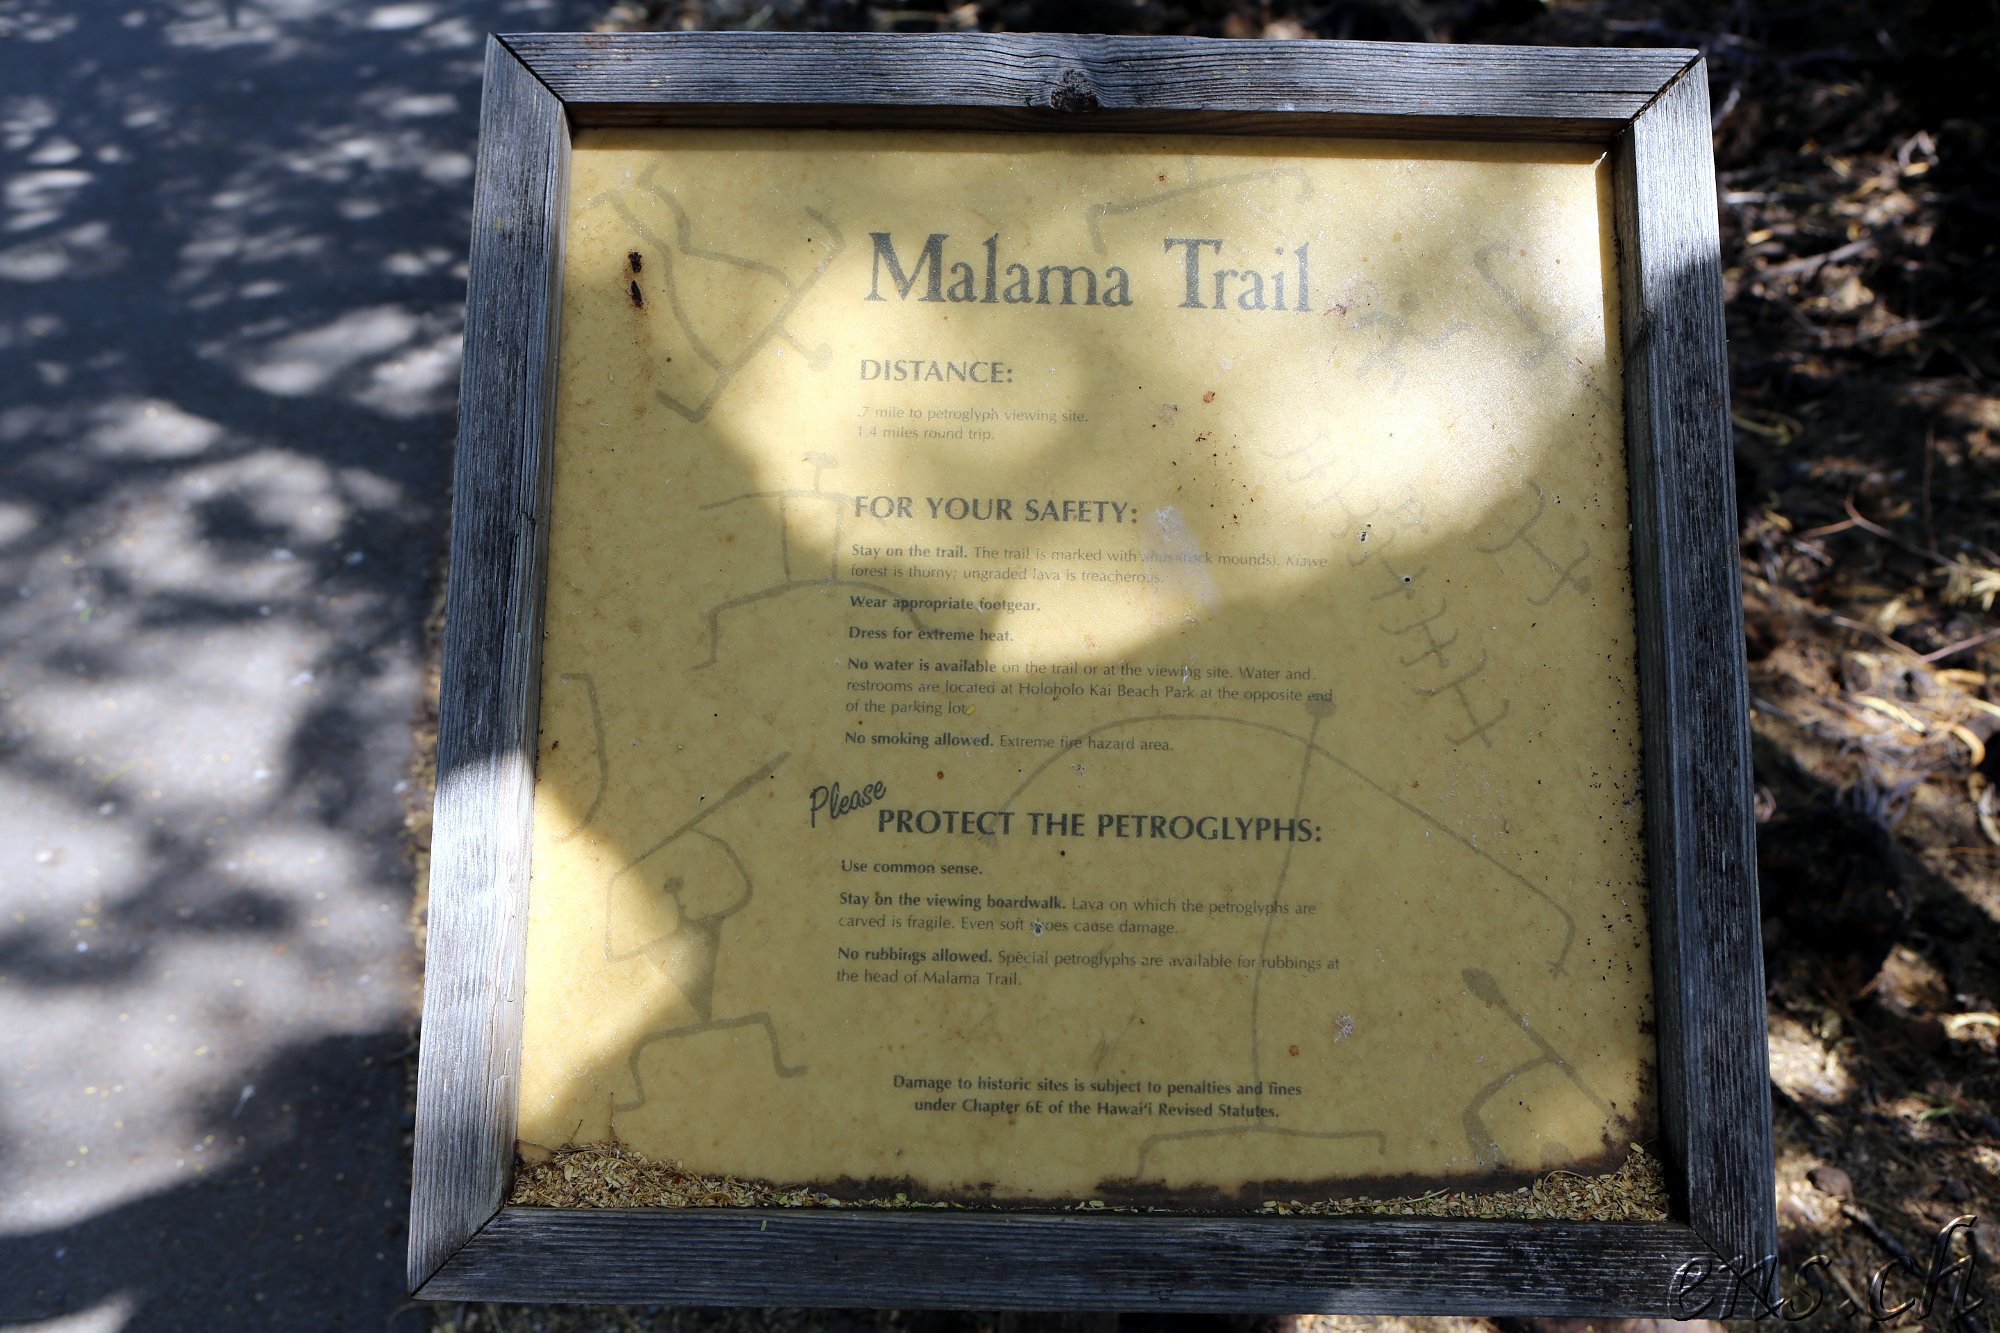 Malama Trail
DISTANCE:
.7 mile to petroglyph viewing site.
1.4 miles round trip.
FOR YOUR SAFETY:
Stay on the trail. The trail is marked with mounds). Kiawe
forest is thorny; ungraded lava is treacherous.
Wear appropriate footgear.
Dress for extreme heat.
No water is available on the trail or at the viewing site. Water and
restrooms are located at Holoholo Kai Beach Park at the opposite end
of the parking lot.
No smoking allowed. Extreme fire hazard area.
Please
PROTECT THE PETROGLYPHS:
Use common sense.
Stay on the viewing boardwalk. Lava on which the petroglyphs are
carved is fragile. Even soft shoes cause damage.
No rubbings allowed. Special petroglyphs are available for rubbings at
the head of Malama Trail.
Damage to historic sites is subject to penalties and fines
under Chapter 6E of the Hawai'i Revised Statutes.
ens.ch